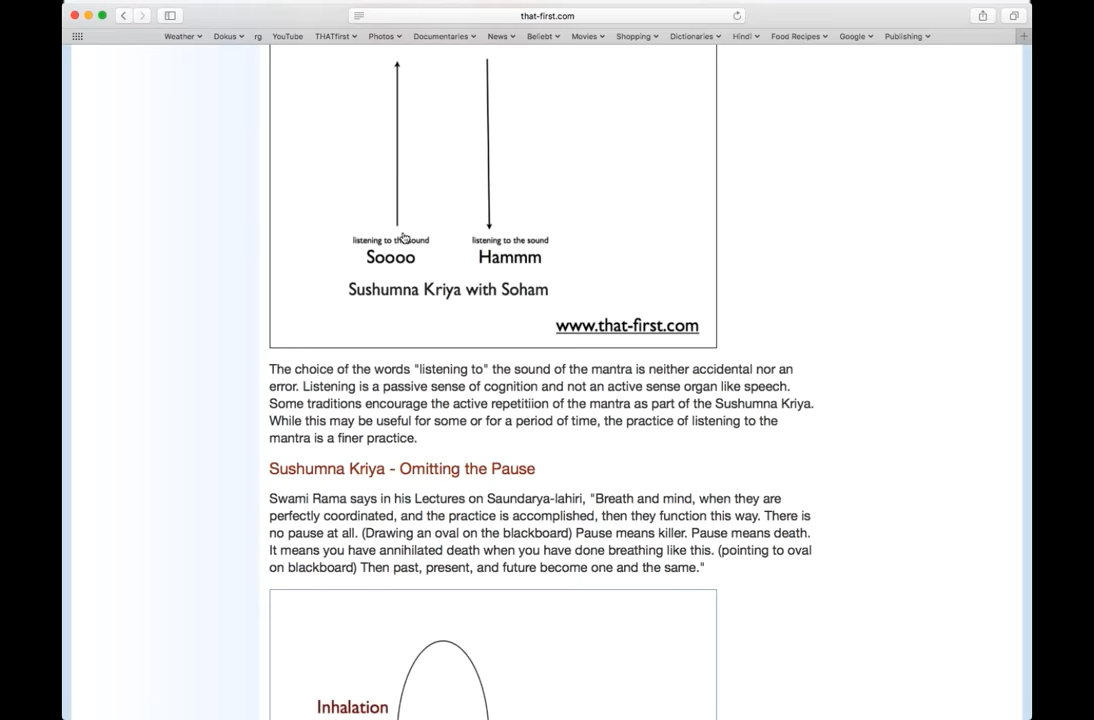 that-first.com
Weather Dokus rg YouTube THATfirst Photos Documentaries News Beliebt Movies Shopping Dictionaries Hindi Food Recipes Google Publishing
listening to the sound listening to the sound
Soooo Hammm
Sushumna Kriya with Soham
www.that-first.com
The choice of the words "listening to" the sound of the mantra is neither accidental nor an
error. Listening is a passive sense of cognition and not an active sense organ like speech.
Some traditions encourage the active repetitiion of the mantra as part of the Sushumna Kriya.
While this may be useful for some or for a period of time, the practice of listening to the
mantra is a finer practice.
Sushumna Kriya - Omitting the Pause
Swami Rama says in his Lectures on Saundarya-lahiri, "Breath and mind, when they are
perfectly coordinated, and the practice is accomplished, then they function this way. There is
no pause at all. (Drawing an oval on the blackboard) Pause means killer. Pause means death.
It means you have annihilated death when you have done breathing like this. (pointing to oval
on blackboard) Then past, present, and future become one and the same."
Inhalation